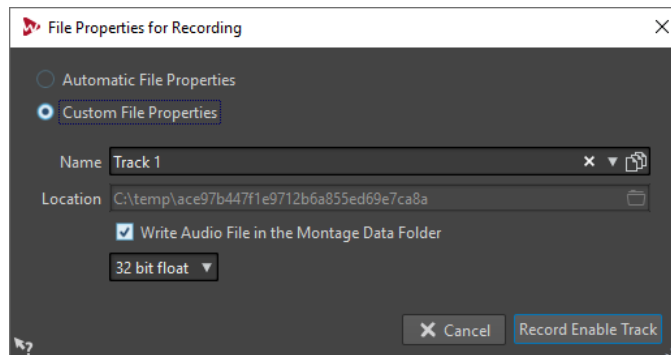 File Properties for Recording
Automatic File Properties
Custom File Properties
Name Track 1
Location C:\temp\ace97b447f1e9712b6a855ed69e7ca8a
Write Audio File in the Montage Data Folder
32 bit float
Cancel Record Enable Track